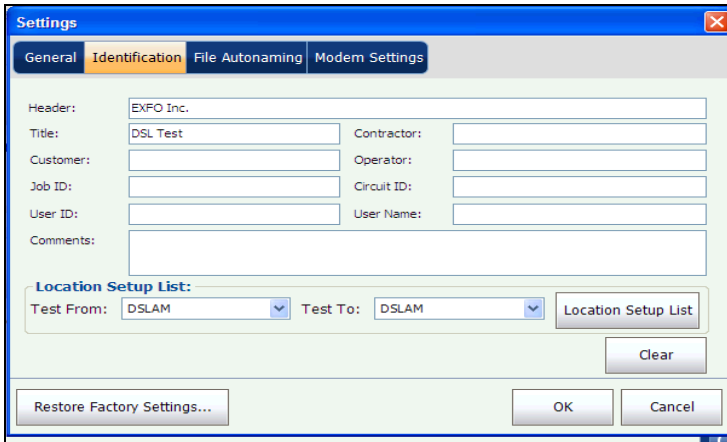 Settings
General Identification File Autonaming Modem Settings
Header: EXFO Inc.
Title: DSL Test Contractor:
Customer: Operator:
Job ID: Circuit ID:
User ID: User Name:
Comments:
Location Setup List:
Test From: DSLAM Test To: DSLAM Location Setup List
Clear
Restore Factory Settings... OK Cancel